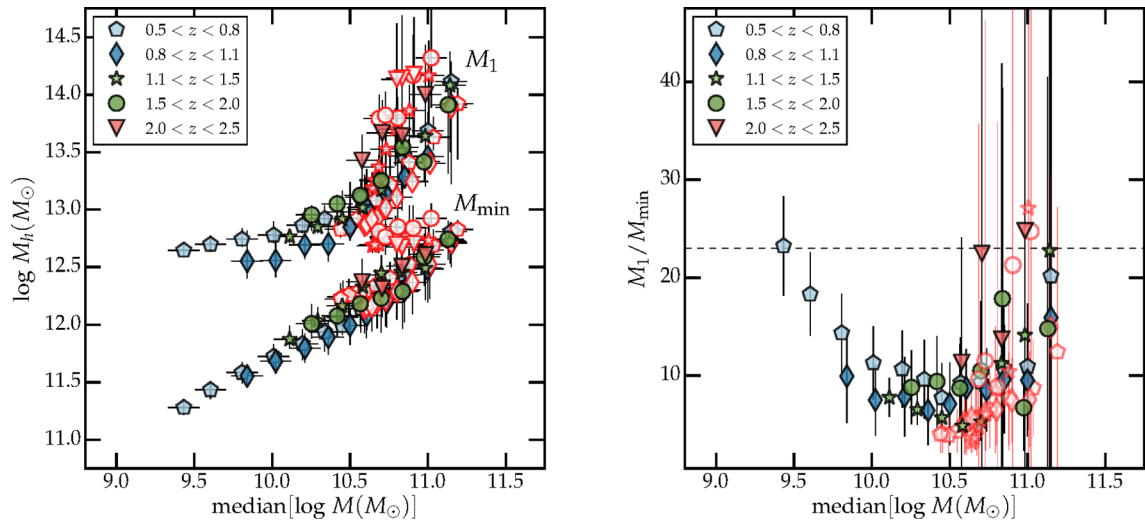 14.5
14.0
13.5
13.0
12.5
12.0
11.5
11.0
log M_h(M_⊙)
0.5 < z < 0.8
0.8 < z < 1.1
1.1 < z < 1.5
1.5 < z < 2.0
2.0 < z < 2.5
M_1
M_min
9.0 9.5 10.0 10.5 11.0 11.5
median[log M(M_⊙)]
40
30
20
10
M_1/M_min
0.5 < z < 0.8
0.8 < z < 1.1
1.1 < z < 1.5
1.5 < z < 2.0
2.0 < z < 2.5
9.0 9.5 10.0 10.5 11.0 11.5
median[log M(M_⊙)]